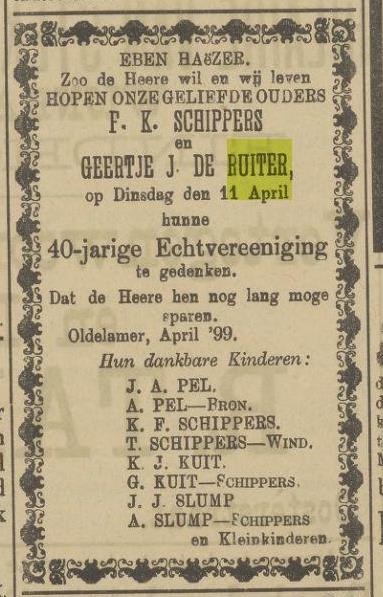 EBEN HAëZER.
Zoo de Heere wil en wij leven
HOPEN ONZE GELIEFDE OUDERS
F. K. SCHIPPERS
en
GEERTJE J. DE RUITER,
op Dinsdag den 11 April
hunne
40-jarige Echtvereeniging
te gedenken.
Dat de Heere hen nog lang moge
sparen.
Oldelamer, April '99.
Hun dankbare Kinderen:
J. A. PEL.
A. PEL—BRON.
K. F. SCHIPPERS.
T. SCHIPPERS—WIND.
K. J. KUIT.
G. KUIT—SCHIPPERS.
J. J. SLUMP
A. SLUMP—SCHIPPERS
en Kleinkinderen.